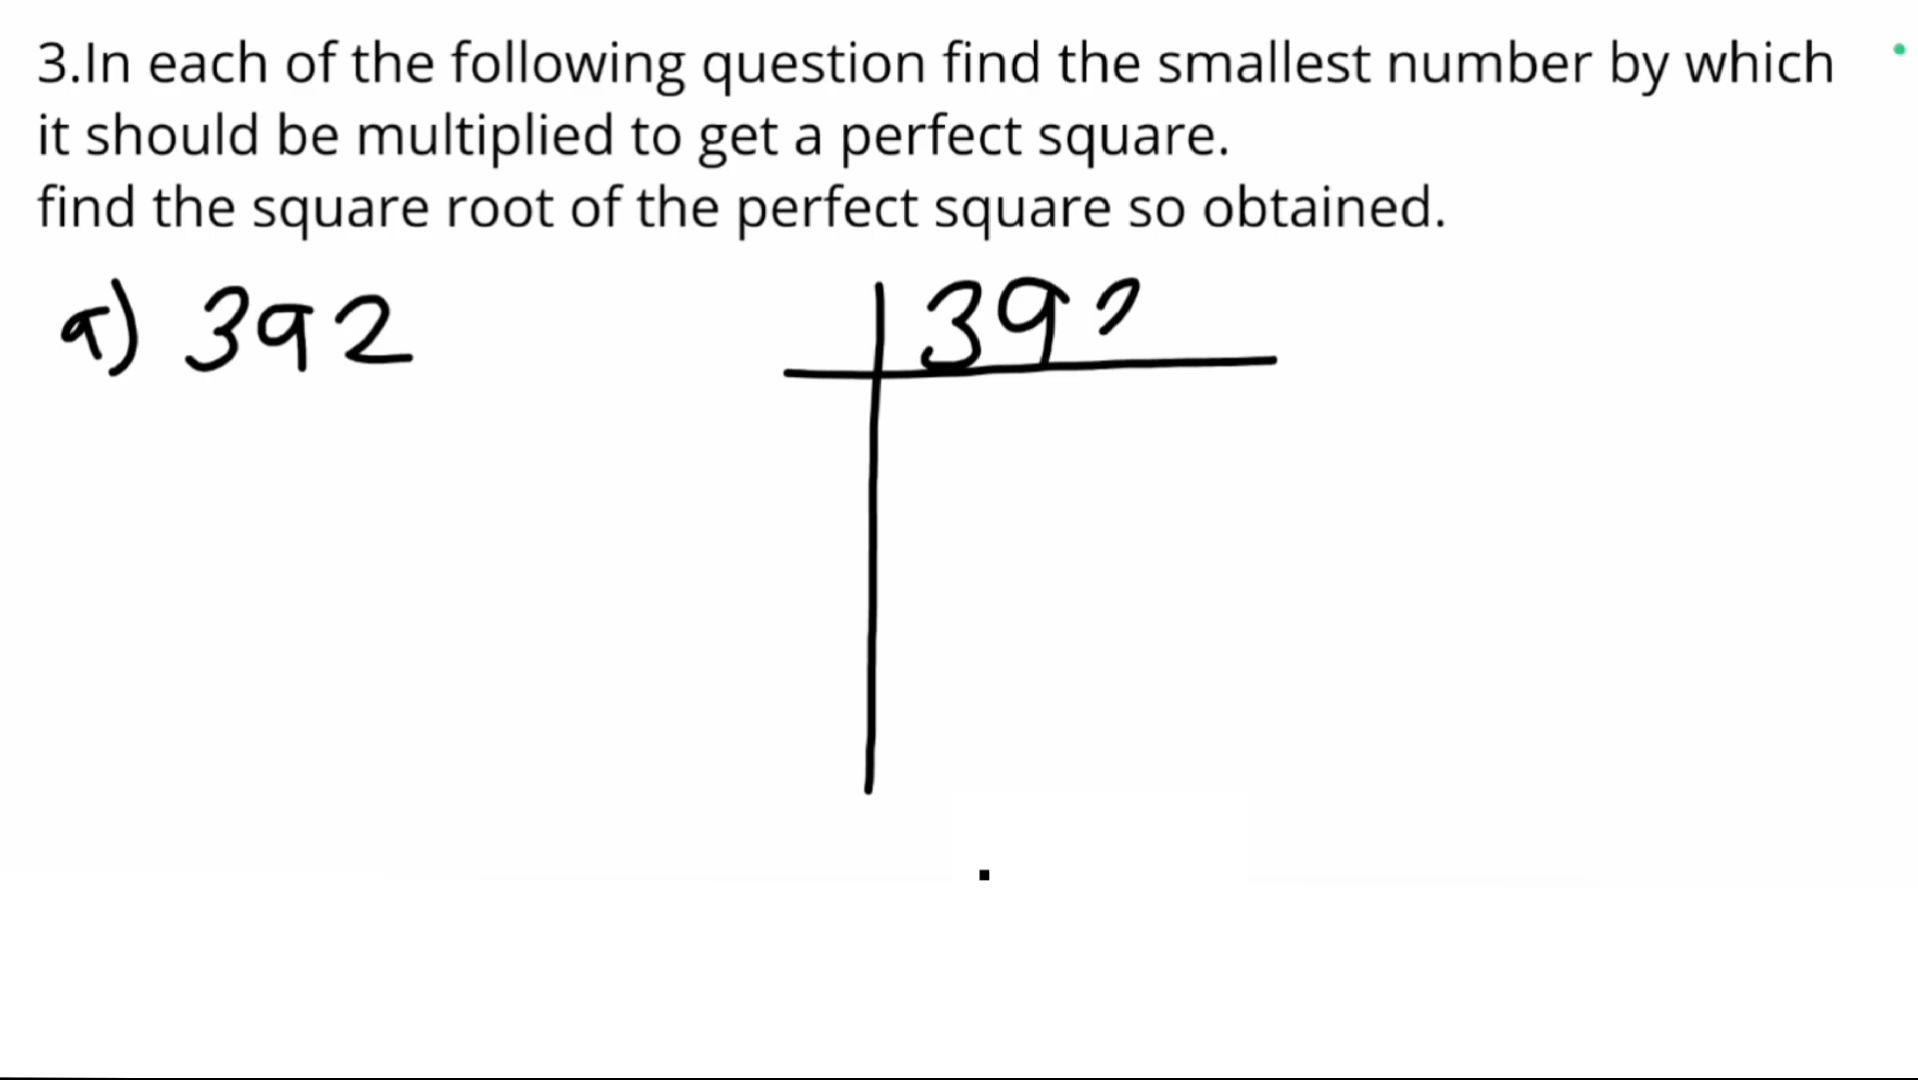 3.In each of the following question find the smallest number by which
it should be multiplied to get a perfect square.
find the square root of the perfect square so obtained.
a) 392
392